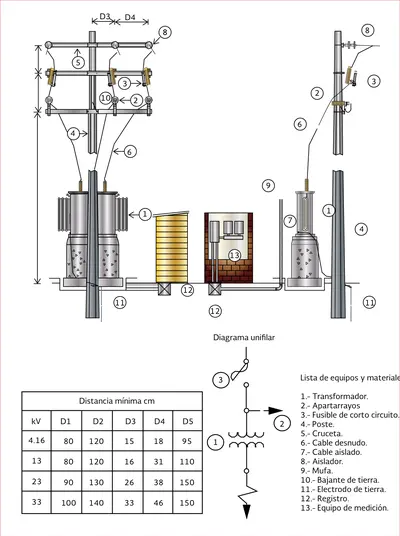 D3
D4
8
8
5
3
3
10
2
2
4
6
6
9
1
7
1
4
13
12
11
11
12
Diagrama unifilar
3
2
1
Lista de equipos y materiale
1.- Transformador.
2.- Apartarrayos
3.- Fusible de corto circuito.
4.- Poste.
5.- Cruceta.
6.- Cable desnudo.
7.- Cable aislado.
8.- Aislador.
9.- Mufa.
10.- Bajante de tierra.
11.- Electrodo de tierra.
12.- Registro.
13.- Equipo de medición.
Distancia mínima cm
kV D1 D2 D3 D4 D5
4.16 80 120 15 18 95
13 80 120 16 31 110
23 90 130 26 38 150
33 100 140 33 46 150